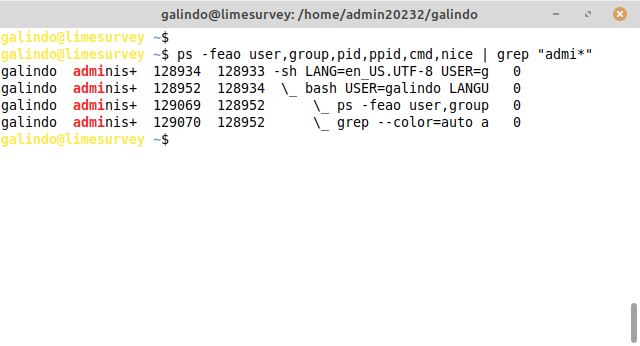 galindo@limesurvey: /home/admin20232/galindo
galindo@limesurvey ~$
galindo@limesurvey ~$ ps -feao user,group,pid,ppid,cmd,nice | grep "admi*"
galindo  adminis+  128934  128933 -sh LANG=en_US.UTF-8 USER=g   0
galindo  adminis+  128952  128934  \_ bash USER=galindo LANGU   0
galindo  adminis+  129069  128952      \_ ps -feao user,group   0
galindo  adminis+  129070  128952      \_ grep --color=auto a   0
galindo@limesurvey ~$